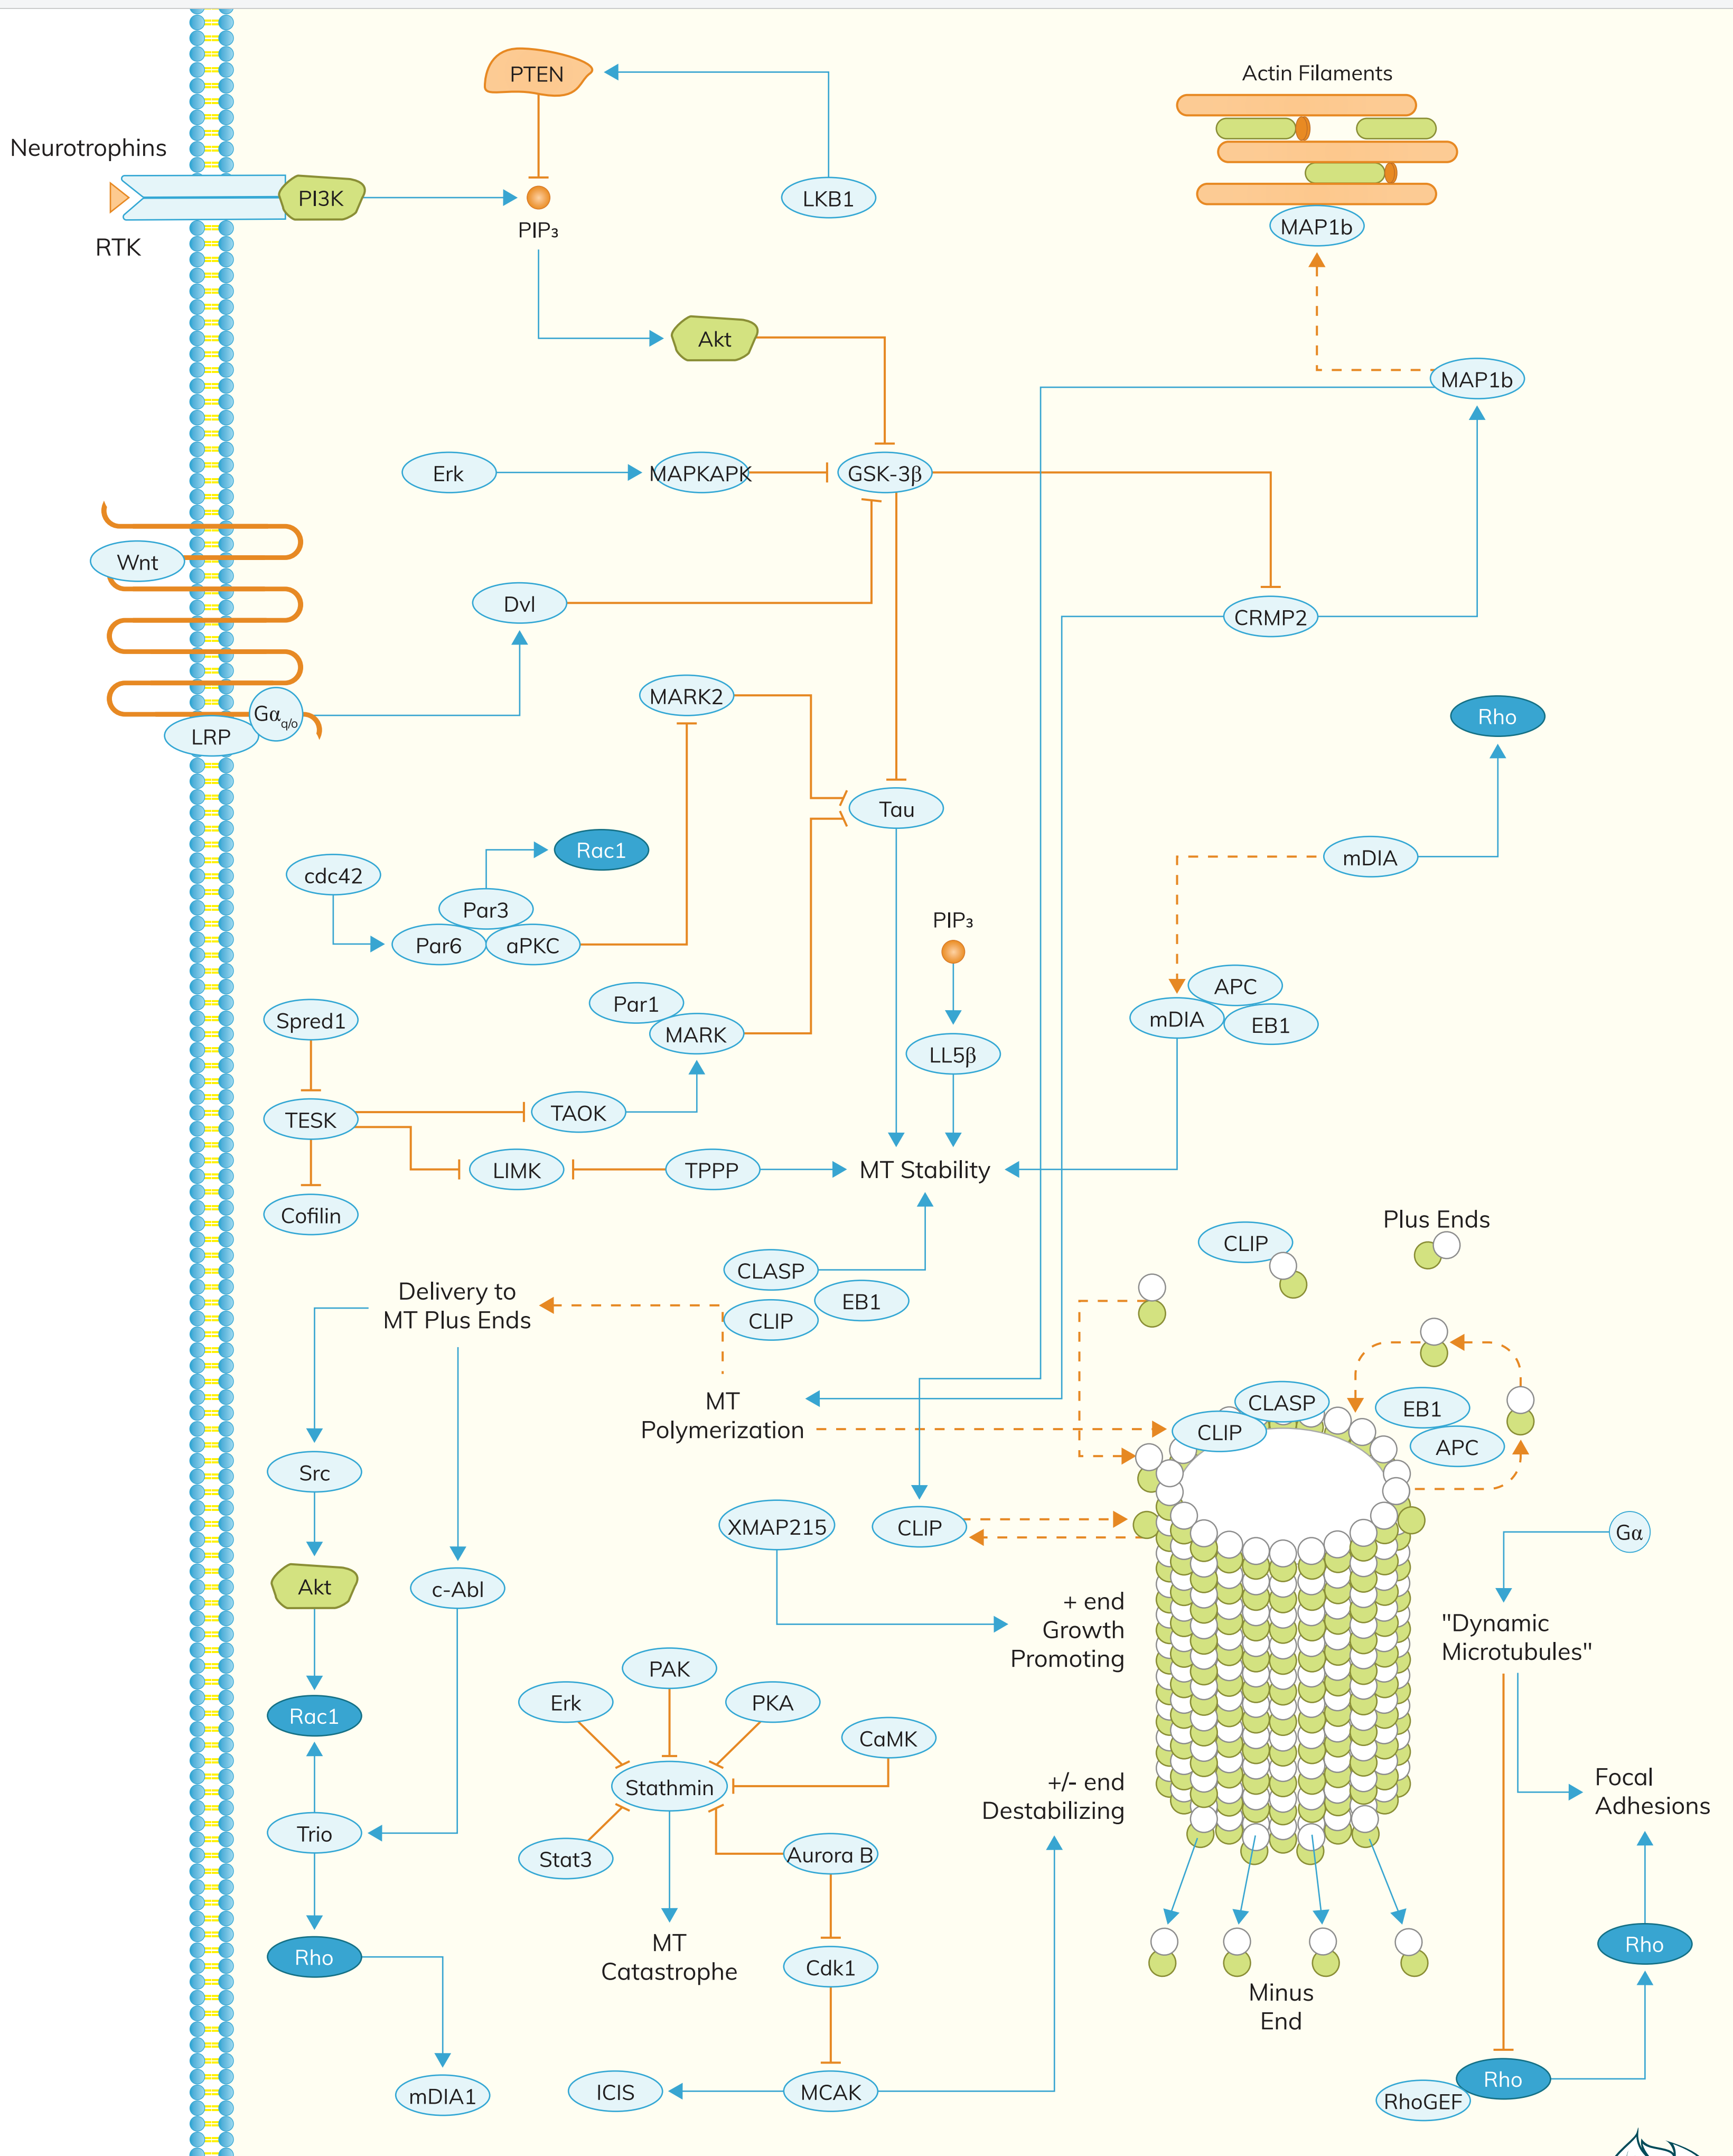 PTEN
Actin Filaments
Neurotrophins
PI3K
LKB1
MAP1b
PIP₃
RTK
Akt
MAP1b
Erk
MAPKAPK
GSK-3β
Wnt
Dvl
CRMP2
MARK2
Gαq/o
LRP
Rho
Tau
Rac1
mDIA
cdc42
Par3
PIP₃
Par6
aPKC
APC
Par1
mDIA
EB1
Spred1
MARK
LL5β
TESK
TAOK
LIMK
TPPP
MT Stability
Cofilin
Plus Ends
CLIP
CLASP
Delivery to
MT Plus Ends
EB1
CLIP
MT
Polymerization
CLASP
CLIP
EB1
APC
Src
XMAP215
CLIP
Gα
Akt
c-Abl
+ end
Growth
Promoting
"Dynamic
Microtubules"
PAK
Erk
PKA
Rac1
CaMK
Stathmin
+/- end
Destabilizing
Focal
Adhesions
Trio
Stat3
Aurora B
MT
Catastrophe
Rho
Cdk1
Rho
Minus
End
mDIA1
ICIS
MCAK
Rho
RhoGEF